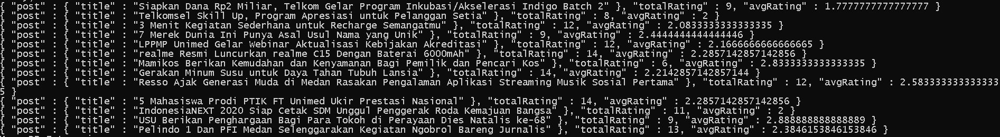 { "post" : { "title" : "Siapkan Dana Rp2 Miliar, Telkom Gelar Program Inkubasi/Akselerasi Indigo Batch 2" }, "totalRating" : 9, "avgRating" : 1.7777777777777777 }
{ "post" : { "title" : "Telkomsel Skill Up, Program Apresiasi untuk Pelanggan Setia" }, "totalRating" : 8, "avgRating" : 2 }
{ "post" : { "title" : "3 Menit Kegiatan Sederhana untuk Recharge Semangatmu" }, "totalRating" : 12, "avgRating" : 2.0833333333333335 }
{ "post" : { "title" : "7 Merek Dunia Ini Punya Asal Usul Nama yang Unik" }, "totalRating" : 9, "avgRating" : 2.4444444444444446 }
{ "post" : { "title" : "LPPMP Unimed Gelar Webinar Aktualisasi Kebijakan Akreditasi" }, "totalRating" : 12, "avgRating" : 2.1666666666666665 }
{ "post" : { "title" : "realme Resmi Luncurkan realme C15 Dengan Baterai 6000mAh" }, "totalRating" : 14, "avgRating" : 2.2857142857142856 }
{ "post" : { "title" : "Mamikos Berikan Kemudahan dan Kenyamanan Bagi Pemilik dan Pencari Kos" }, "totalRating" : 6, "avgRating" : 2.8333333333333335 }
{ "post" : { "title" : "Gerakan Minum Susu untuk Daya Tahan Tubuh Lansia" }, "totalRating" : 14, "avgRating" : 2.2142857142857144 }
{ "post" : { "title" : "Resso Ajak Generasi Muda di Medan Rasakan Pengalaman Aplikasi Streaming Musik Sosial Pertama" }, "totalRating" : 12, "avgRating" : 2.583333333333333
5 }
{ "post" : { "title" : "5 Mahasiswa Prodi PTIK FT Unimed Ukir Prestasi Nasional" }, "totalRating" : 14, "avgRating" : 2.2857142857142856 }
{ "post" : { "title" : "IndonesiaNEXT 2020 Siap Cetak SDM Unggul Penggerak Roda Kemajuan Bangsa" }, "totalRating" : 11, "avgRating" : 2 }
{ "post" : { "title" : "USU Berikan Penghargaan Bagi Para Tokoh di Perayaan Dies Natalis ke-68" }, "totalRating" : 9, "avgRating" : 2.888888888888889 }
{ "post" : { "title" : "Pelindo 1 Dan PFI Medan Selenggarakan Kegiatan Ngobrol Bareng Jurnalis" }, "totalRating" : 13, "avgRating" : 2.3846153846153846 }